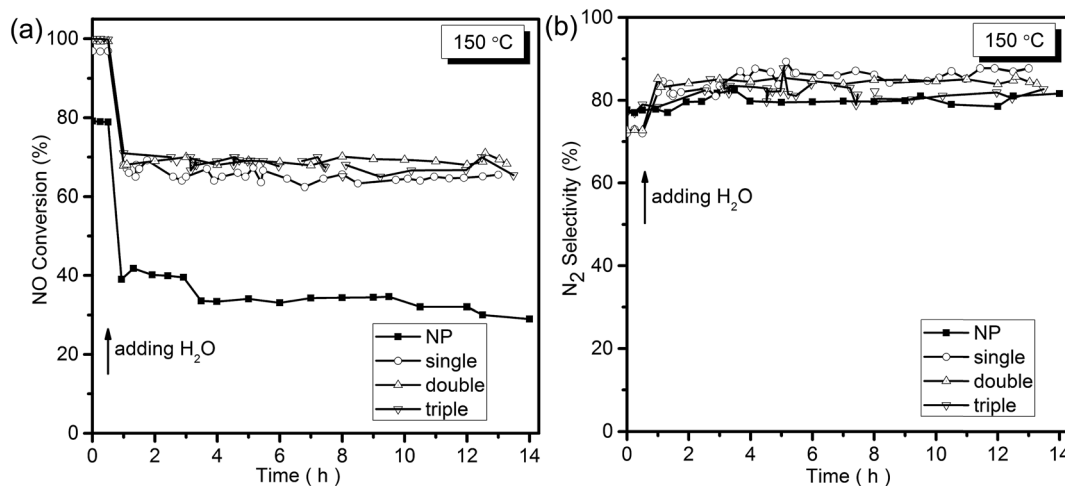 (a)
150 °C
NO Conversion (%)
100
80
60
40
20
0
adding H2O
NP
single
double
triple
0 2 4 6 8 10 12 14
Time ( h )
(b)
150 °C
N2 Selectivity (%)
100
80
60
40
20
0
adding H2O
NP
single
double
triple
0 2 4 6 8 10 12 14
Time ( h )